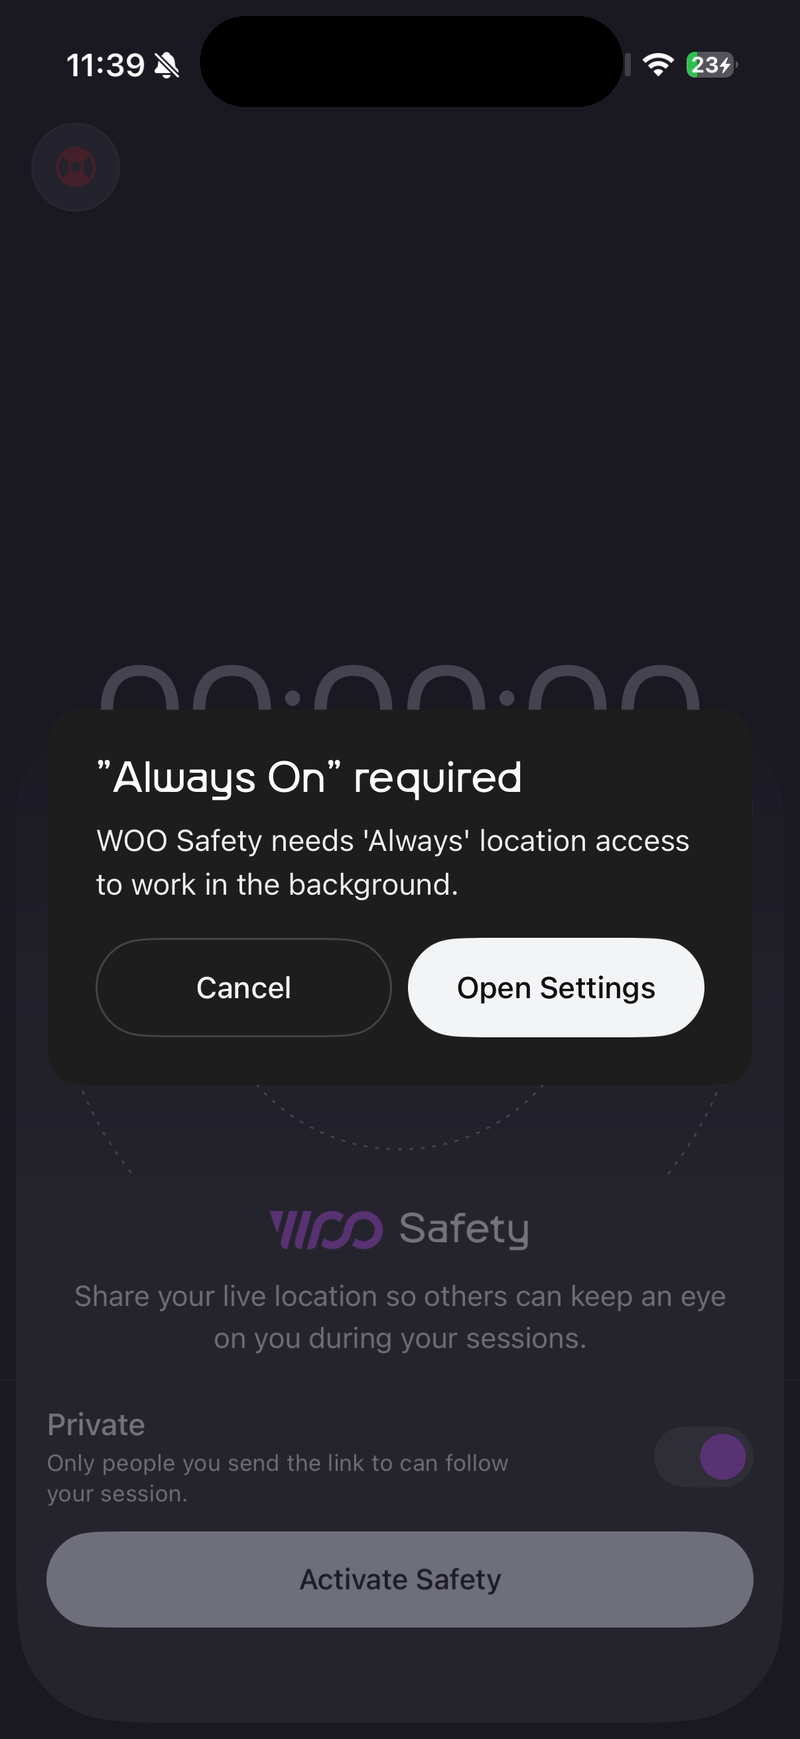 11:39
23
00:00:00
”Always On” required
WOO Safety needs 'Always' location access
to work in the background.
Cancel
Open Settings
WOO Safety
Share your live location so others can keep an eye
on you during your sessions.
Private
Only people you send the link to can follow
your session.
Activate Safety